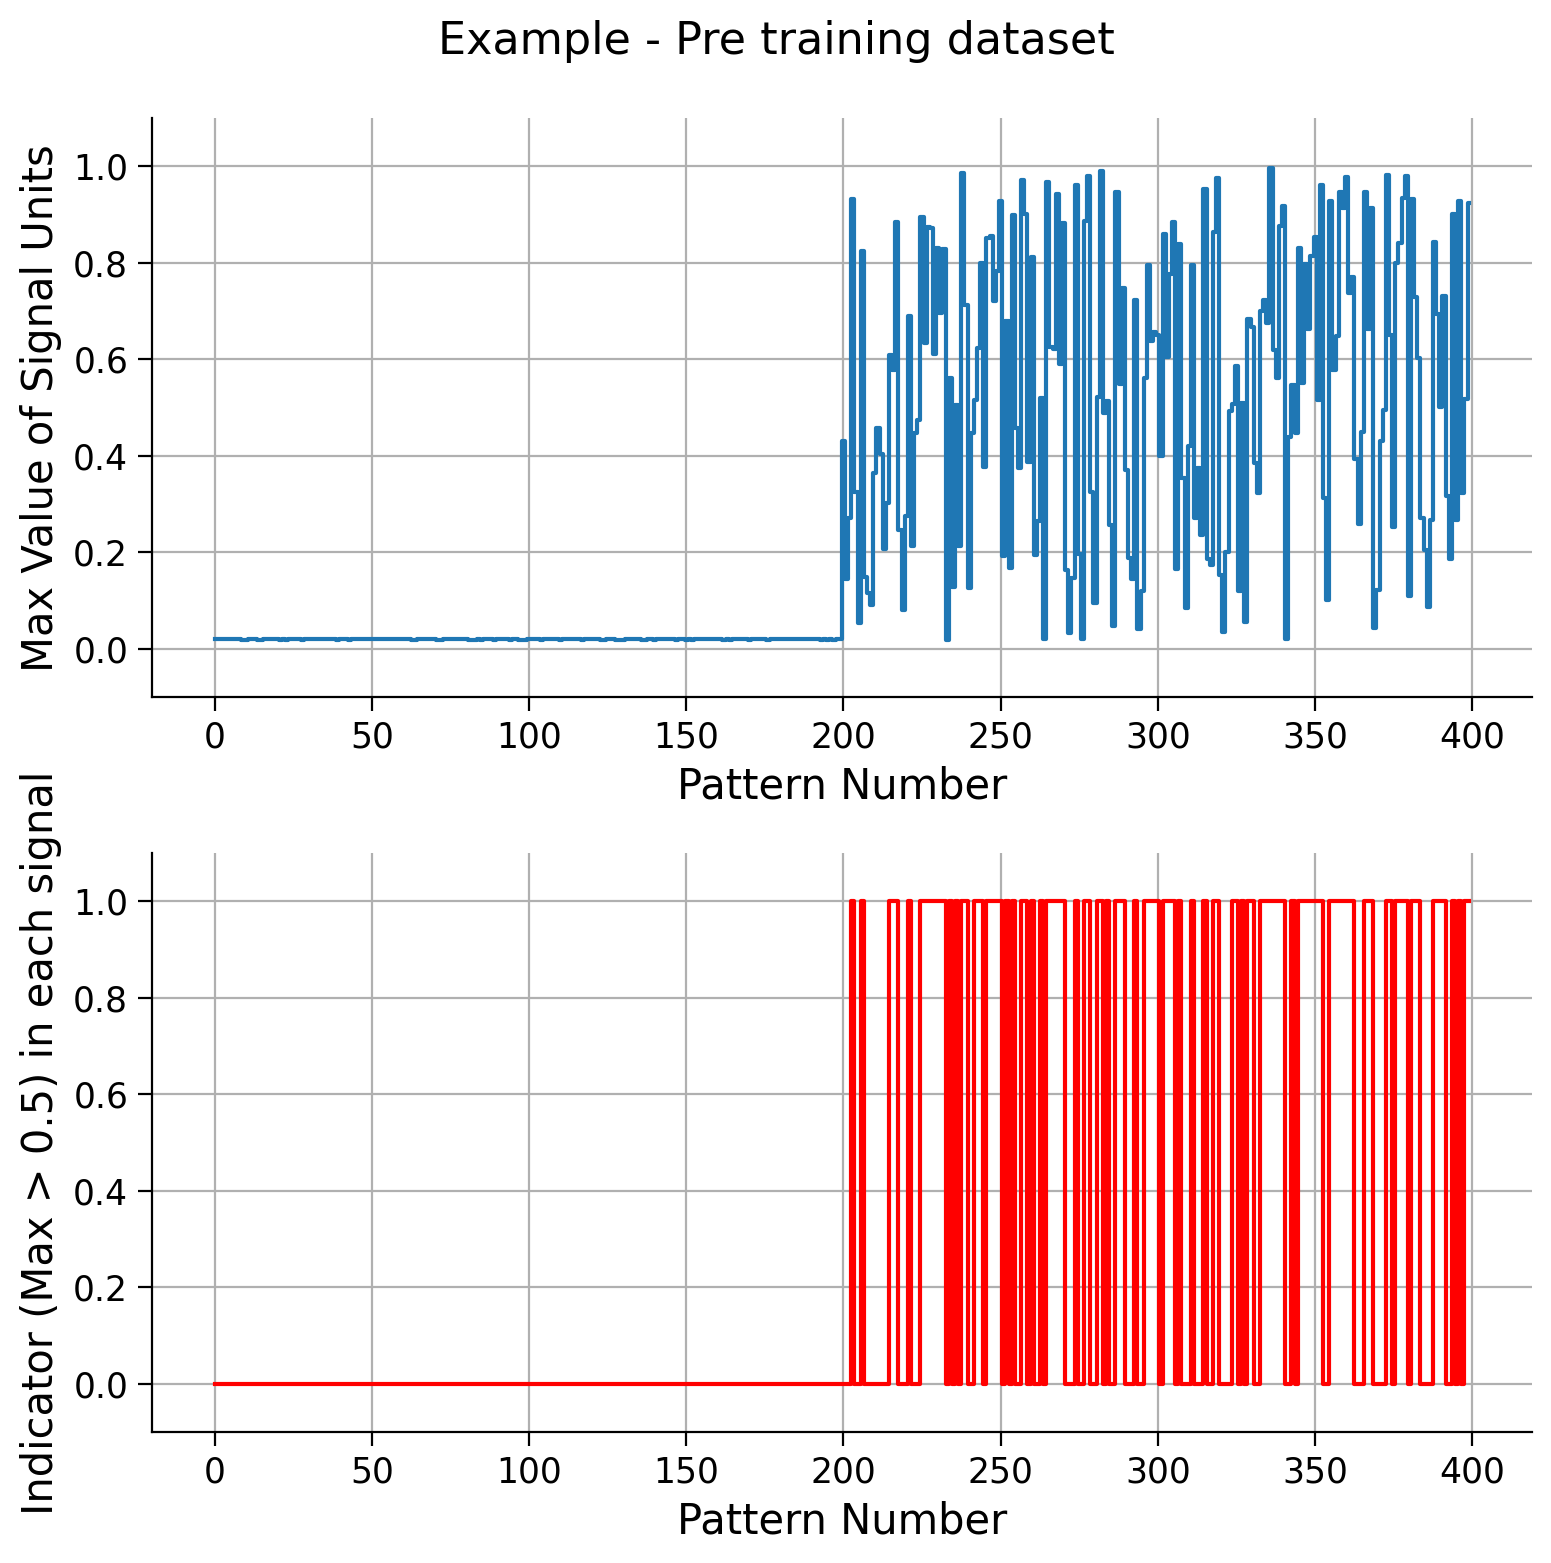 Example - Pre training dataset
Max Value of Signal Units
1.0
0.8
0.6
0.4
0.2
0.0
0 50 100 150 200 250 300 350 400
Pattern Number
Indicator (Max > 0.5) in each signal
1.0
0.8
0.6
0.4
0.2
0.0
0 50 100 150 200 250 300 350 400
Pattern Number